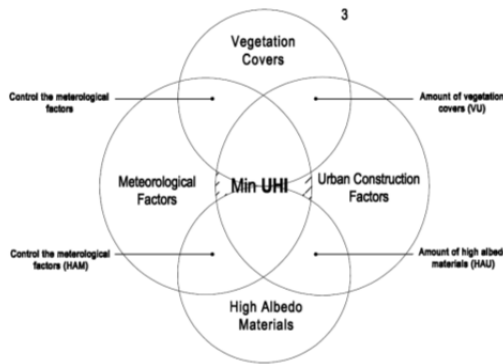 3
Vegetation
Covers
Control the meterological
factors
Amount of vegetation
covers (VU)
Meteorological
Factors
Min UHI
Urban Construction
Factors
Control the meterological
factors (HAM)
Amount of high albed
materials (HAU)
High Albedo
Materials